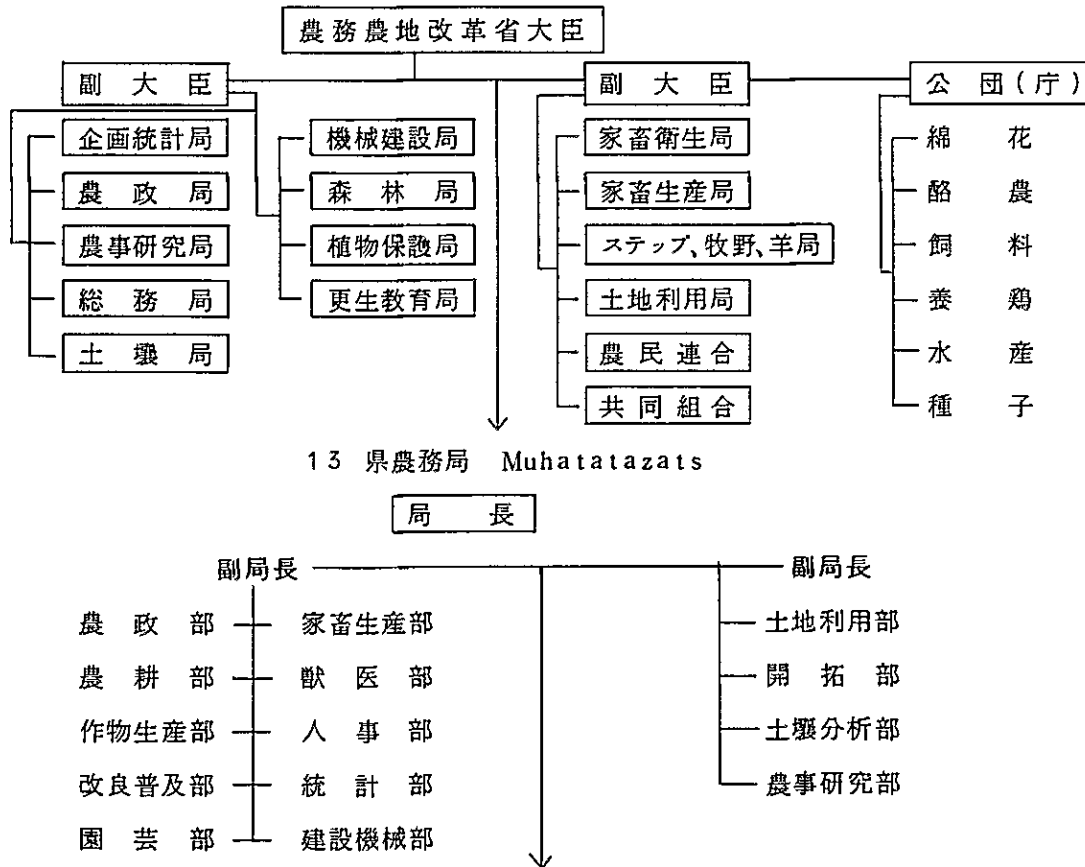 農務農地改革省大臣
副大臣 副大臣 公団(庁)
企画統計局 機械建設局 家畜衛生局 綿花
農政局 森林局 家畜生産局 酪農
農事研究局 植物保護局 ステップ、牧野、羊局 飼料
総務局 更生教育局 土地利用局 養鶏
土壌局 農民連合 水産
共同組合 種子
13 県農務局 Muhatatazats
局長
副局長 副局長
農政部 家畜生産部 土地利用部
農耕部 獣医部 開拓部
作物生産部 人事部 土壌分析部
改良普及部 統計部 農事研究部
園芸部 建設機械部